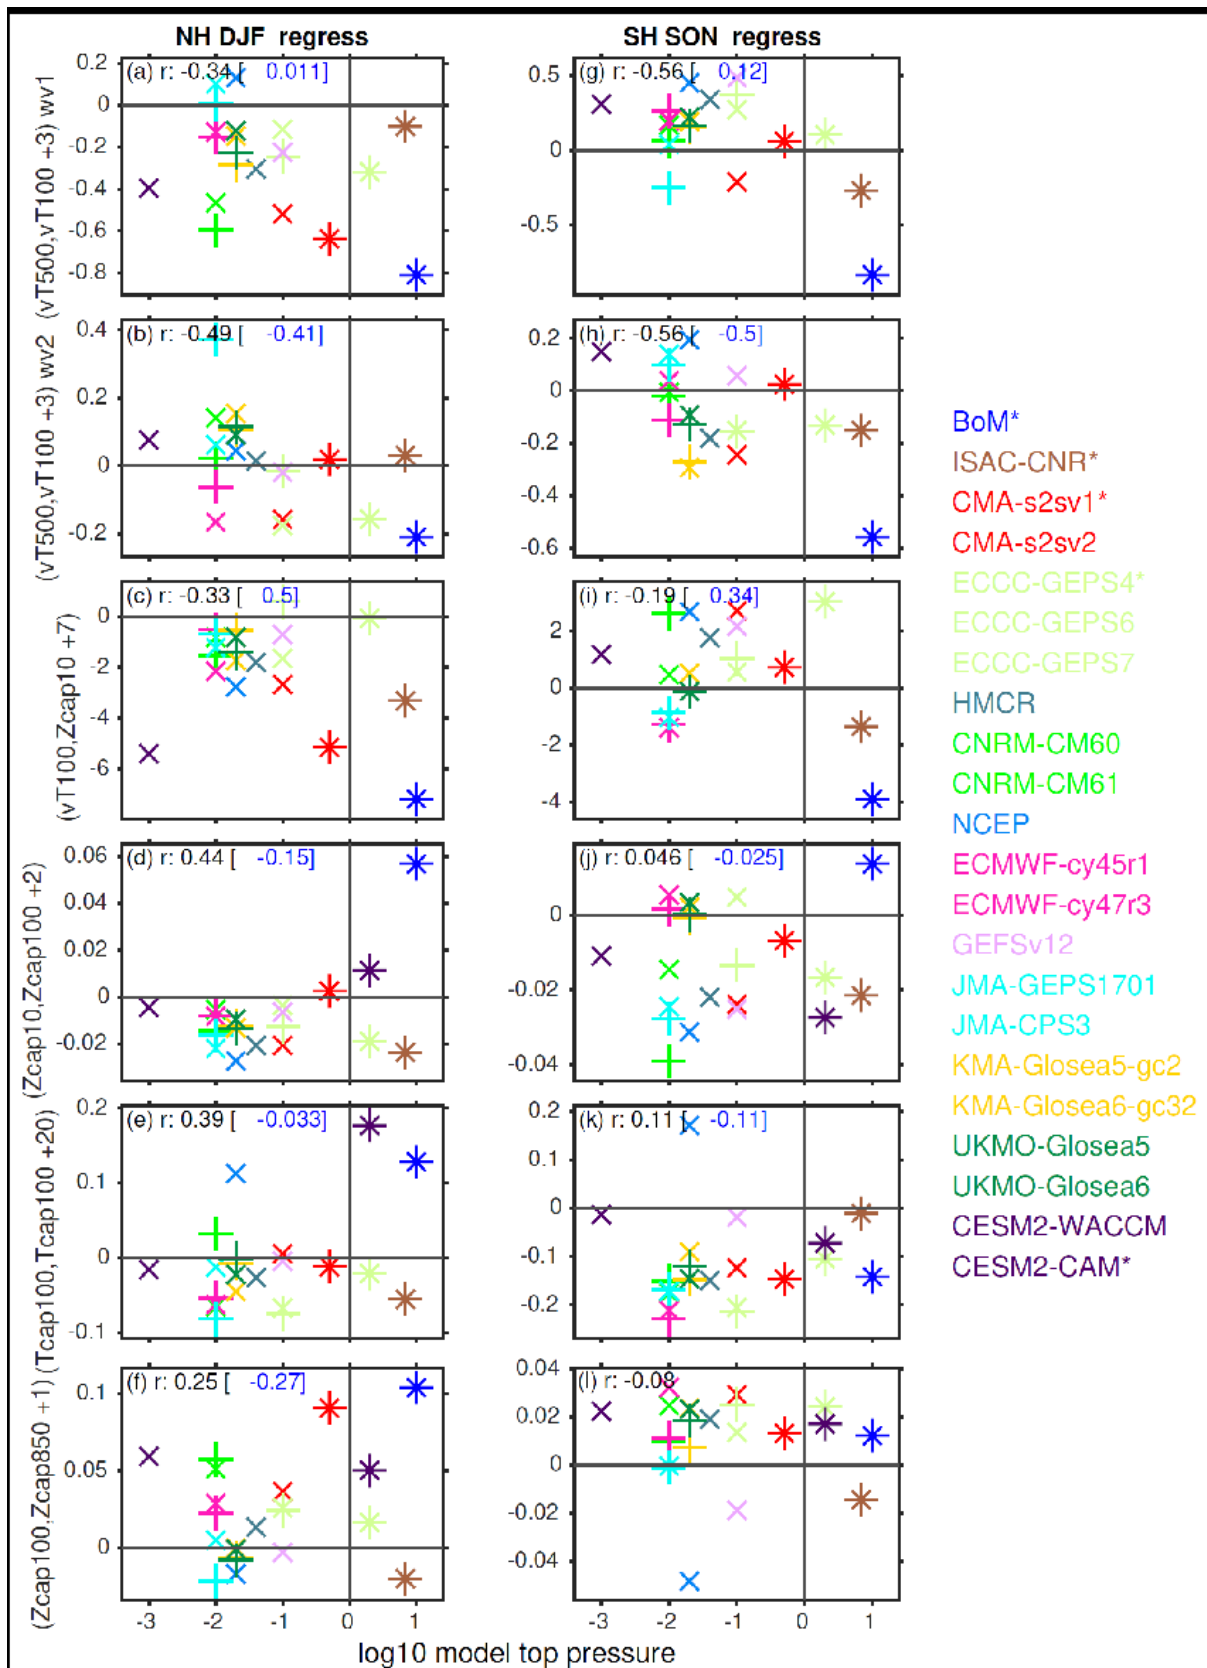 NH DJF regress
SH SON regress
(vT500,vT100 +3) wv1
0.2
0
-0.2
-0.4
-0.6
-0.8
(a) r: -0.34 [ 0.011]
0.5
0
-0.5
(g) r: -0.56 [ 0.12]
(vT500,vT100 +3) wv2
0.4
0.2
0
-0.2
(b) r: -0.49 [ -0.41]
0.2
0
-0.2
-0.4
-0.6
(h) r: -0.56 [ -0.5]
(vT100,Zcap10 +7)
0
-2
-4
-6
(c) r: -0.33 [ 0.5]
2
0
-2
-4
(i) r: -0.19 [ 0.34]
(Zcap10,Zcap100 +2)
0.06
0.04
0.02
0
-0.02
(d) r: 0.44 [ -0.15]
0
-0.02
-0.04
(j) r: 0.046 [ -0.025]
(Tcap100,Tcap100 +20)
0.2
0.1
0
-0.1
(e) r: 0.39 [ -0.033]
0.2
0.1
0
-0.1
-0.2
(k) r: 0.11 [ -0.11]
(Zcap100,Zcap850 +1)
0.1
0.05
0
(f) r: 0.25 [ -0.27]
0.04
0.02
0
-0.02
-0.04
(l) r: -0.08
-3 -2 -1 0 1
-3 -2 -1 0 1
log10 model top pressure
BoM*
ISAC-CNR*
CMA-s2sv1*
CMA-s2sv2
ECCC-GEPS4*
ECCC-GEPS6
ECCC-GEPS7
HMCR
CNRM-CM60
CNRM-CM61
NCEP
ECMWF-cy45r1
ECMWF-cy47r3
GEFSv12
JMA-GEPS1701
JMA-CPS3
KMA-Glosea5-gc2
KMA-Glosea6-gc32
UKMO-Glosea5
UKMO-Glosea6
CESM2-WACCM
CESM2-CAM*